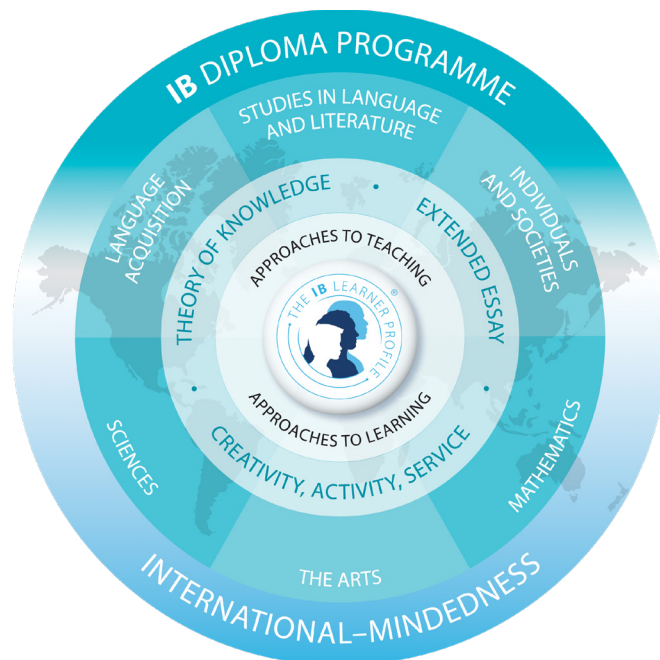 IB DIPLOMA PROGRAMME
STUDIES IN LANGUAGE
AND LITERATURE
LANGUAGE
ACQUISITION
INDIVIDUALS
AND SOCIETIES
THEORY OF KNOWLEDGE
EXTENDED ESSAY
APPROACHES TO TEACHING
THE IB LEARNER PROFILE
®
APPROACHES TO LEARNING
CREATIVITY, ACTIVITY, SERVICE
SCIENCES
MATHEMATICS
THE ARTS
INTERNATIONAL–MINDEDNESS